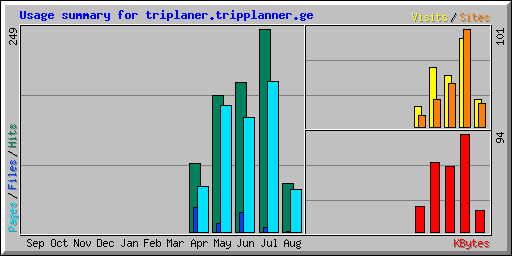 Usage summary for triplaner.tripplanner.ge
Visits/Sites
249
101
94
Pages/Files/Hits
Sep Oct Nov Dec Jan Feb Mar Apr May Jun Jul Aug
KBytes